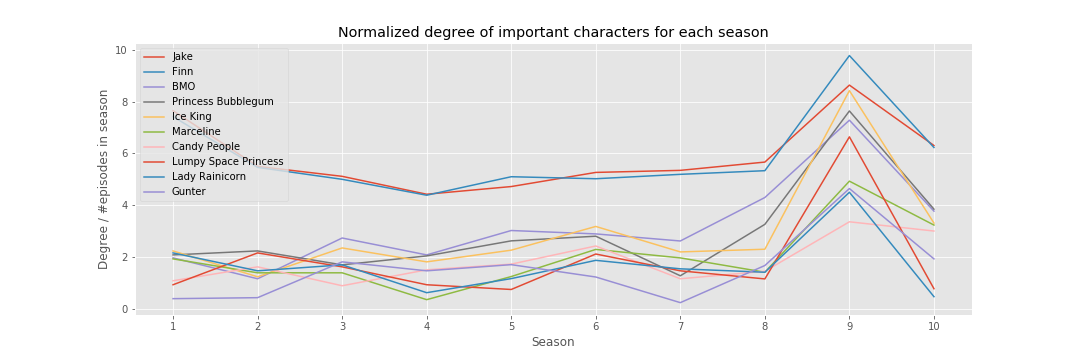 Normalized degree of important characters for each season
Degree / #episodes in season
10
8
6
4
2
0
Jake
Finn
BMO
Princess Bubblegum
Ice King
Marceline
Candy People
Lumpy Space Princess
Lady Rainicorn
Gunter
1 2 3 4 5 6 7 8 9 10
Season